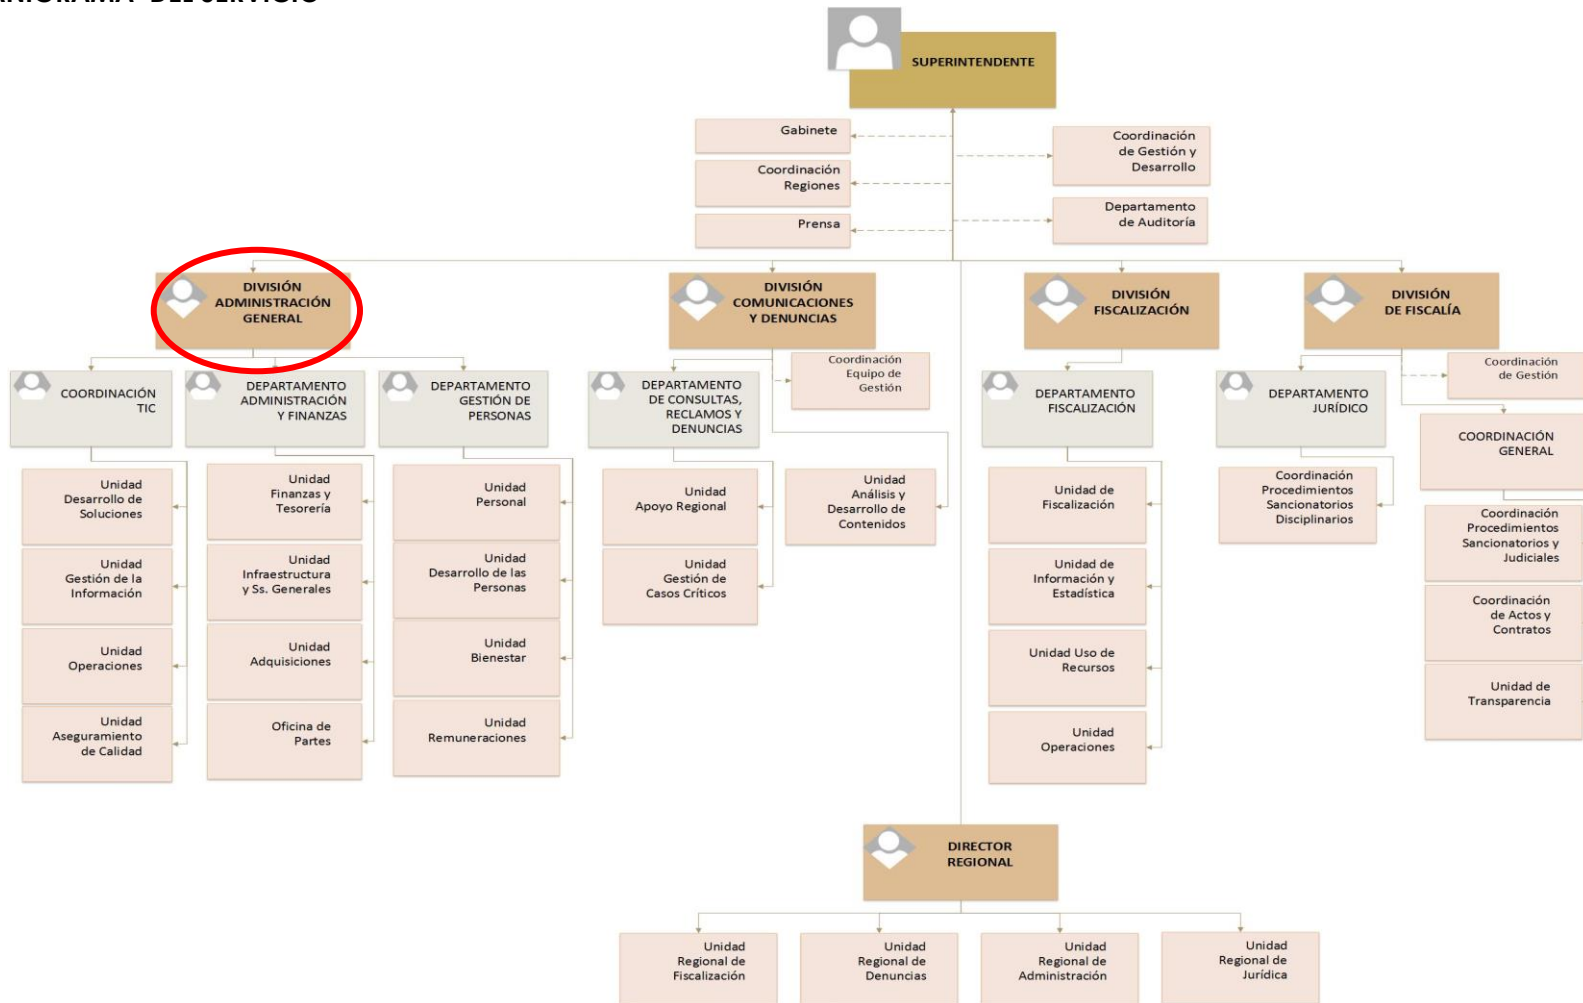 DEL SERVICIO
SUPERINTENDENTE
Gabinete
Coordinación
Regiones
Prensa
Coordinación
de Gestión y
Desarrollo
Departamento
de Auditoría
DIVISIÓN
ADMINISTRACIÓN
GENERAL
DIVISIÓN
COMUNICACIONES
Y DENUNCIAS
DIVISIÓN
FISCALIZACIÓN
DIVISIÓN
DE FISCALÍA
COORDINACIÓN
TIC
DEPARTAMENTO
ADMINISTRACIÓN
Y FINANZAS
DEPARTAMENTO
GESTIÓN DE
PERSONAS
DEPARTAMENTO
DE CONSULTAS,
RECLAMOS Y
DENUNCIAS
Coordinación
Equipo de
Gestión
DEPARTAMENTO
FISCALIZACIÓN
DEPARTAMENTO
JURÍDICO
Coordinación
de Gestión
COORDINACIÓN
GENERAL
Unidad
Desarrollo de
Soluciones
Unidad
Gestión de la
Información
Unidad
Operaciones
Unidad
Aseguramiento
de Calidad
Unidad
Finanzas y
Tesorería
Unidad
Infraestructura
y Ss. Generales
Unidad
Adquisiciones
Oficina de
Partes
Unidad
Personal
Unidad
Desarrollo de las
Personas
Unidad
Bienestar
Unidad
Remuneraciones
Unidad
Apoyo Regional
Unidad
Gestión de
Casos Críticos
Unidad
Análisis y
Desarrollo de
Contenidos
Unidad de
Fiscalización
Unidad de
Información y
Estadística
Unidad Uso de
Recursos
Unidad
Operaciones
Coordinación
Procedimientos
Sancionatorios
Disciplinarios
Coordinación
Procedimientos
Sancionatorios y
Judiciales
Coordinación
de Actos y
Contratos
Unidad de
Transparencia
DIRECTOR
REGIONAL
Unidad
Regional de
Fiscalización
Unidad
Regional de
Denuncias
Unidad
Regional de
Administración
Unidad
Regional de
Jurídica